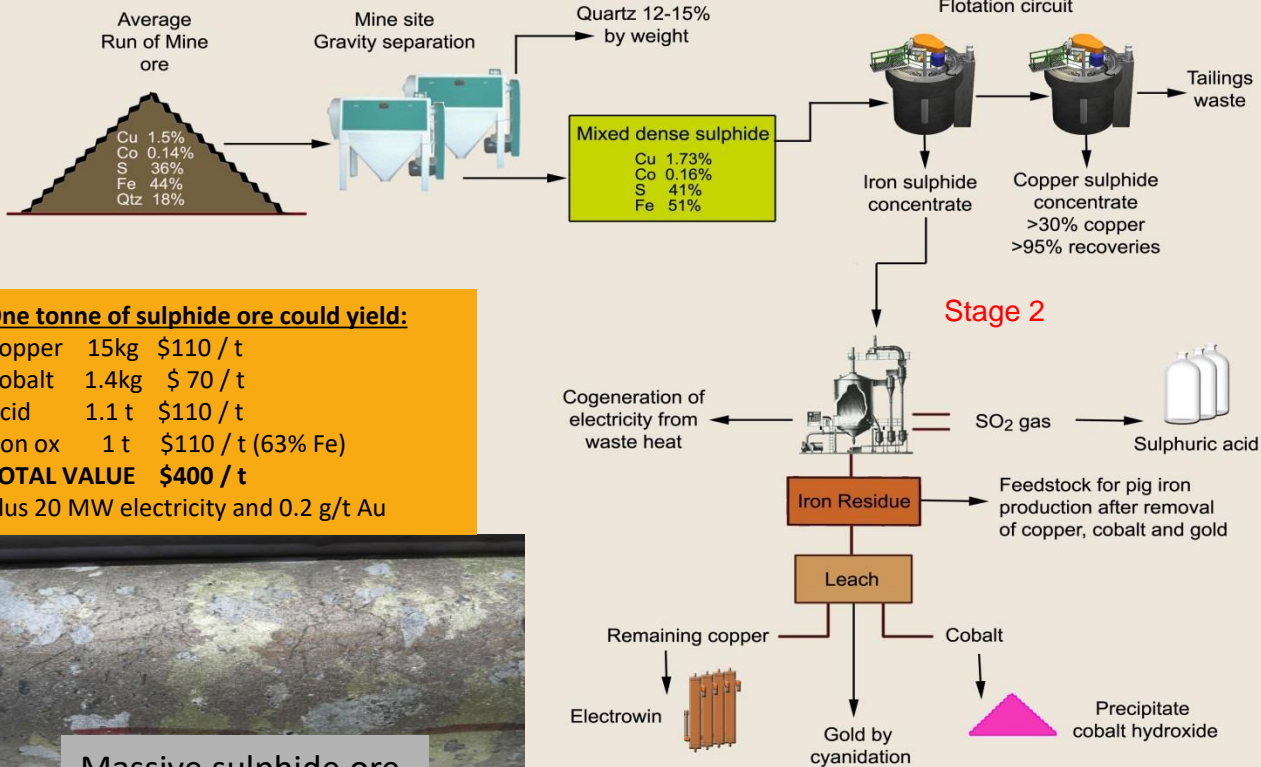 Average
Run of Mine
ore
Cu 1.5%
Co 0.14%
S 36%
Fe 44%
Qtz 18%
Mine site
Gravity separation
Quartz 12-15%
by weight
Mixed dense sulphide
Cu 1.73%
Co 0.16%
S 41%
Fe 51%
Flotation circuit
Tailings
waste
Iron sulphide
concentrate
Copper sulphide
concentrate
>30% copper
>95% recoveries
One tonne of sulphide ore could yield:
opper 15kg $110 / t
obalt 1.4kg $ 70 / t
cid 1.1 t $110 / t
on ox 1 t $110 / t (63% Fe)
OTAL VALUE $400 / t
lus 20 MW electricity and 0.2 g/t Au
Stage 2
Cogeneration of
electricity from
waste heat
SO₂ gas
Sulphuric acid
Iron Residue
Feedstock for pig iron
production after removal
of copper, cobalt and gold
Leach
Remaining copper
Cobalt
Electrowin
Gold by
cyanidation
Precipitate
cobalt hydroxide
Massive sulphide ore